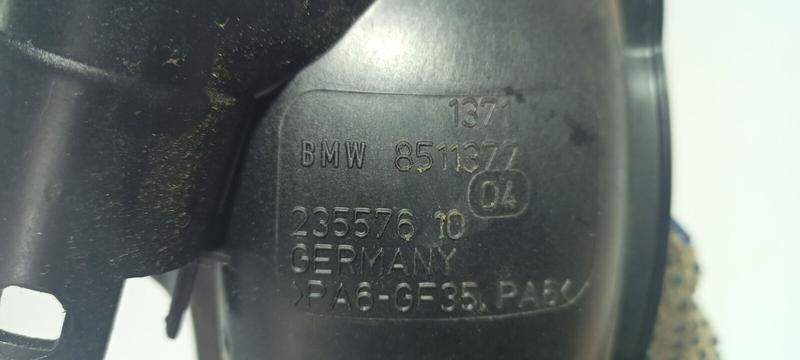 1371
BMW 8511377
04
235576 10
GERMANY
>PA6-GF35, PA6<